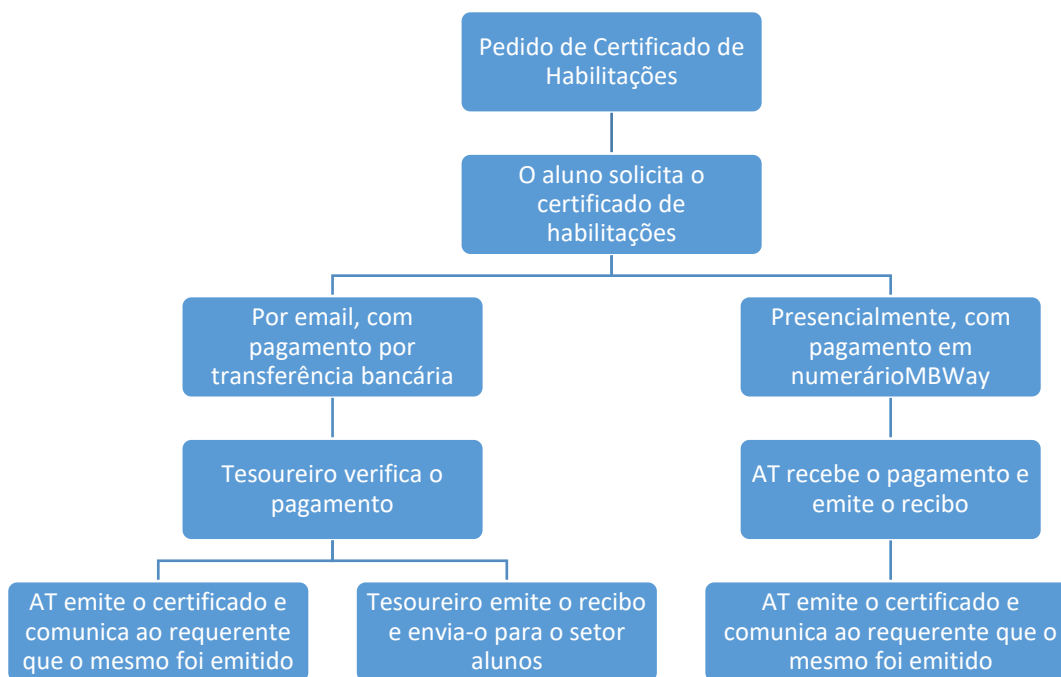 Pedido de Certificado de
Habilitações
O aluno solicita o
certificado de
habilitações
Por email, com
pagamento por
transferência bancária
Presencialmente, com
pagamento em
numerárioMBWay
Tesoureiro verifica o
pagamento
AT recebe o pagamento e
emite o recibo
AT emite o certificado e
comunica ao requerente
que o mesmo foi emitido
Tesoureiro emite o recibo
e envia-o para o setor
alunos
AT emite o certificado e
comunica ao requerente que o
mesmo foi emitido